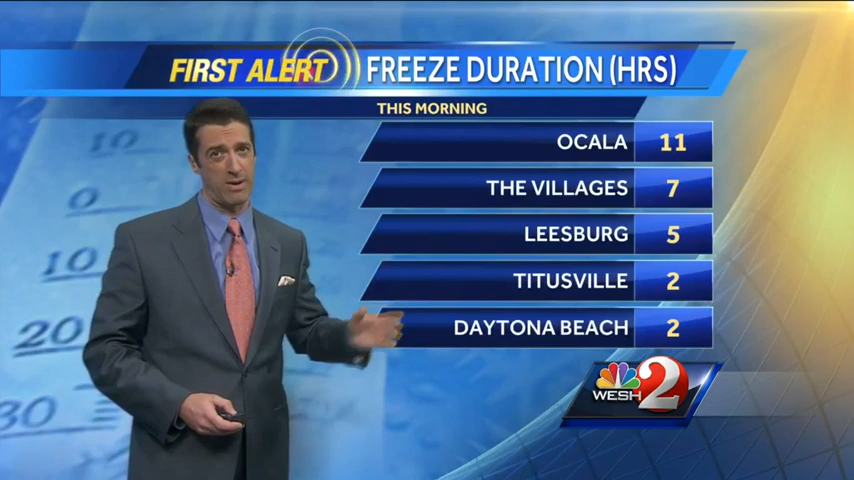 FIRST ALERT FREEZE DURATION (HRS)
THIS MORNING
OCALA 11
THE VILLAGES 7
LEESBURG 5
TITUSVILLE 2
DAYTONA BEACH 2
WESH 2
10
0
10
20
30